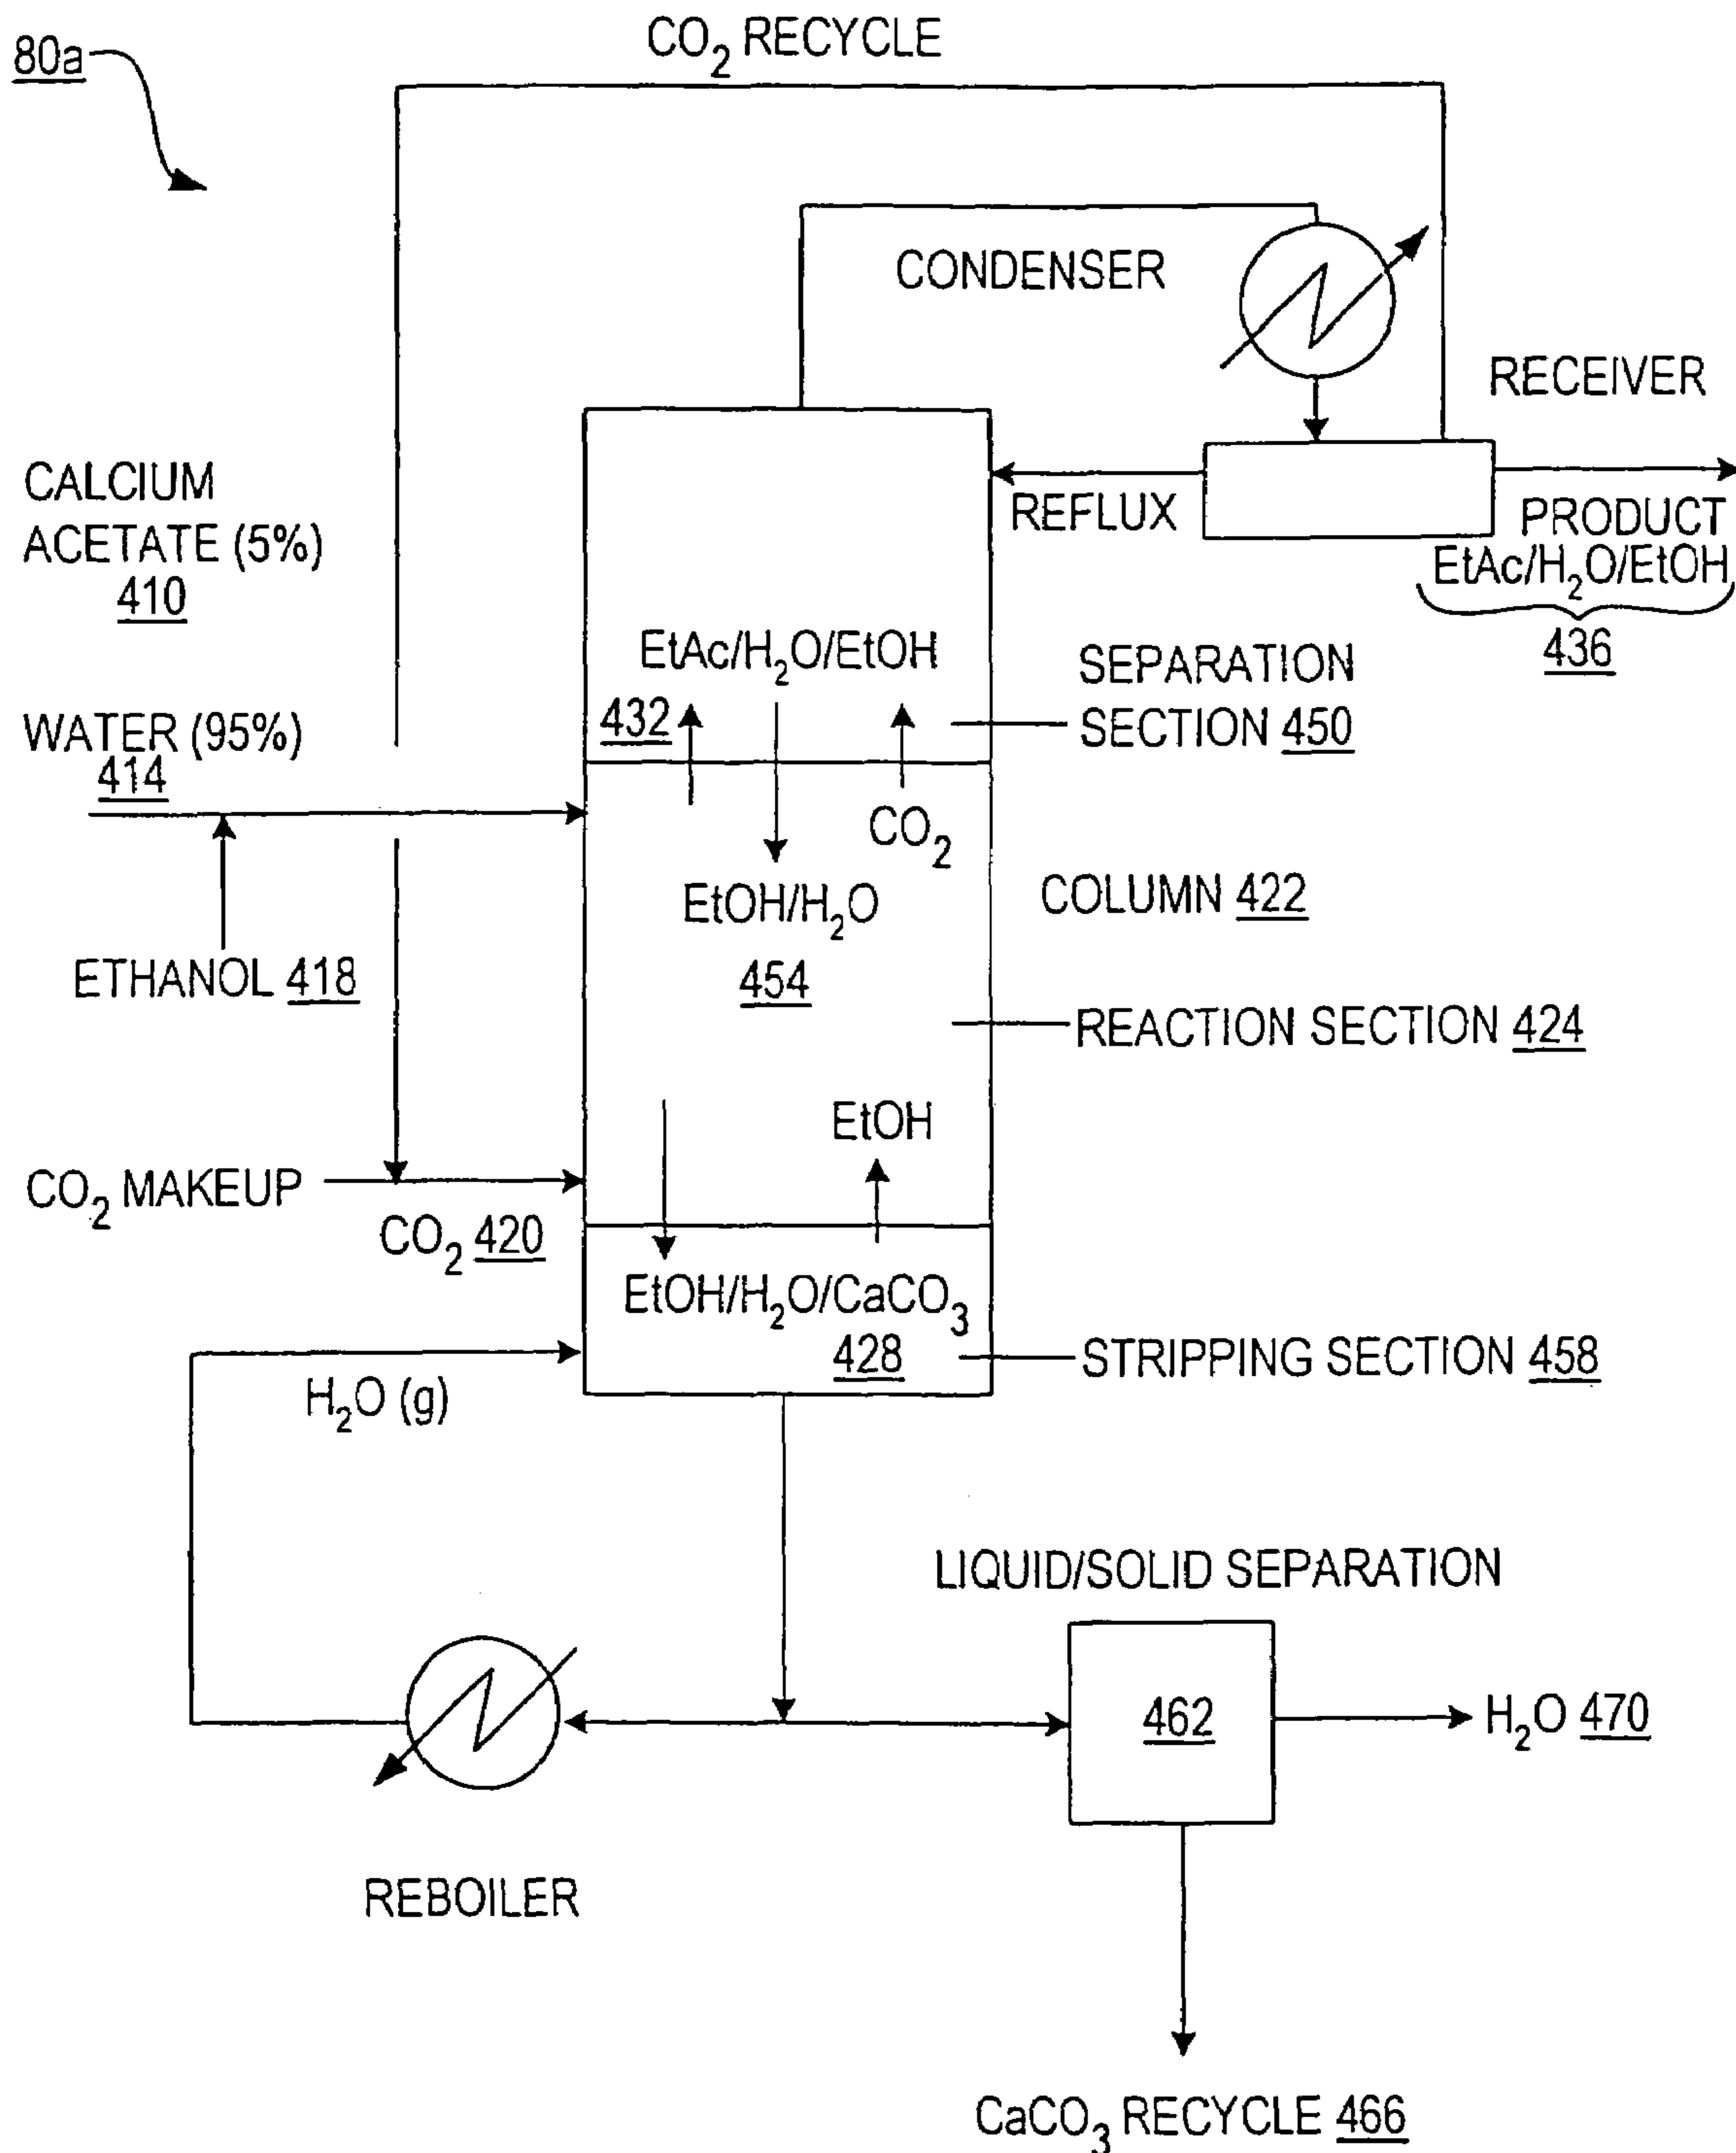 80a
CO₂ RECYCLE
CONDENSER
RECEIVER
CALCIUM
ACETATE (5%)
410
REFLUX
PRODUCT
EtAc/H₂O/EtOH
436
EtAc/H₂O/EtOH
432
SEPARATION
SECTION 450
WATER (95%)
414
CO₂
EtOH/H₂O
454
COLUMN 422
ETHANOL 418
REACTION SECTION 424
EtOH
CO₂ MAKEUP
CO₂ 420
EtOH/H₂O/CaCO₃
428
STRIPPING SECTION 458
H₂O (g)
LIQUID/SOLID SEPARATION
462
H₂O 470
REBOILER
CaCO₃ RECYCLE 466